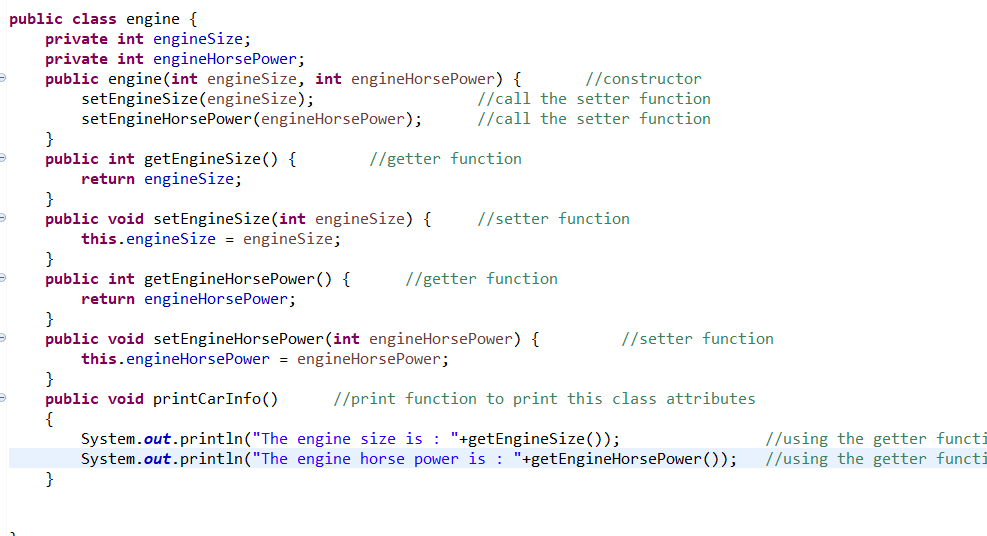 public class engine {
    private int engineSize;
    private int engineHorsePower;
    public engine(int engineSize, int engineHorsePower) {       //constructor
        setEngineSize(engineSize);                  //call the setter function
        setEngineHorsePower(engineHorsePower);      //call the setter function
    }
    public int getEngineSize() {        //getter function
        return engineSize;
    }
    public void setEngineSize(int engineSize) {     //setter function
        this.engineSize = engineSize;
    }
    public int getEngineHorsePower() {      //getter function
        return engineHorsePower;
    }
    public void setEngineHorsePower(int engineHorsePower) {         //setter function
        this.engineHorsePower = engineHorsePower;
    }
    public void printCarInfo()      //print function to print this class attributes
    {
        System.out.println("The engine size is : "+getEngineSize());                //using the getter functi
        System.out.println("The engine horse power is : "+getEngineHorsePower());   //using the getter functi
    }